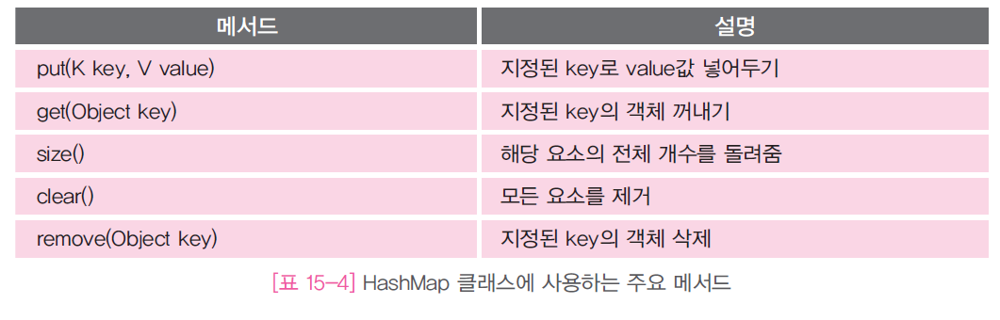 메서드 설명
put(K key, V value) 지정된 key로 value값 넣어두기
get(Object key) 지정된 key의 객체 꺼내기
size() 해당 요소의 전체 개수를 돌려줌
clear() 모든 요소를 제거
remove(Object key) 지정된 key의 객체 삭제
[표 15-4] HashMap 클래스에 사용하는 주요 메서드